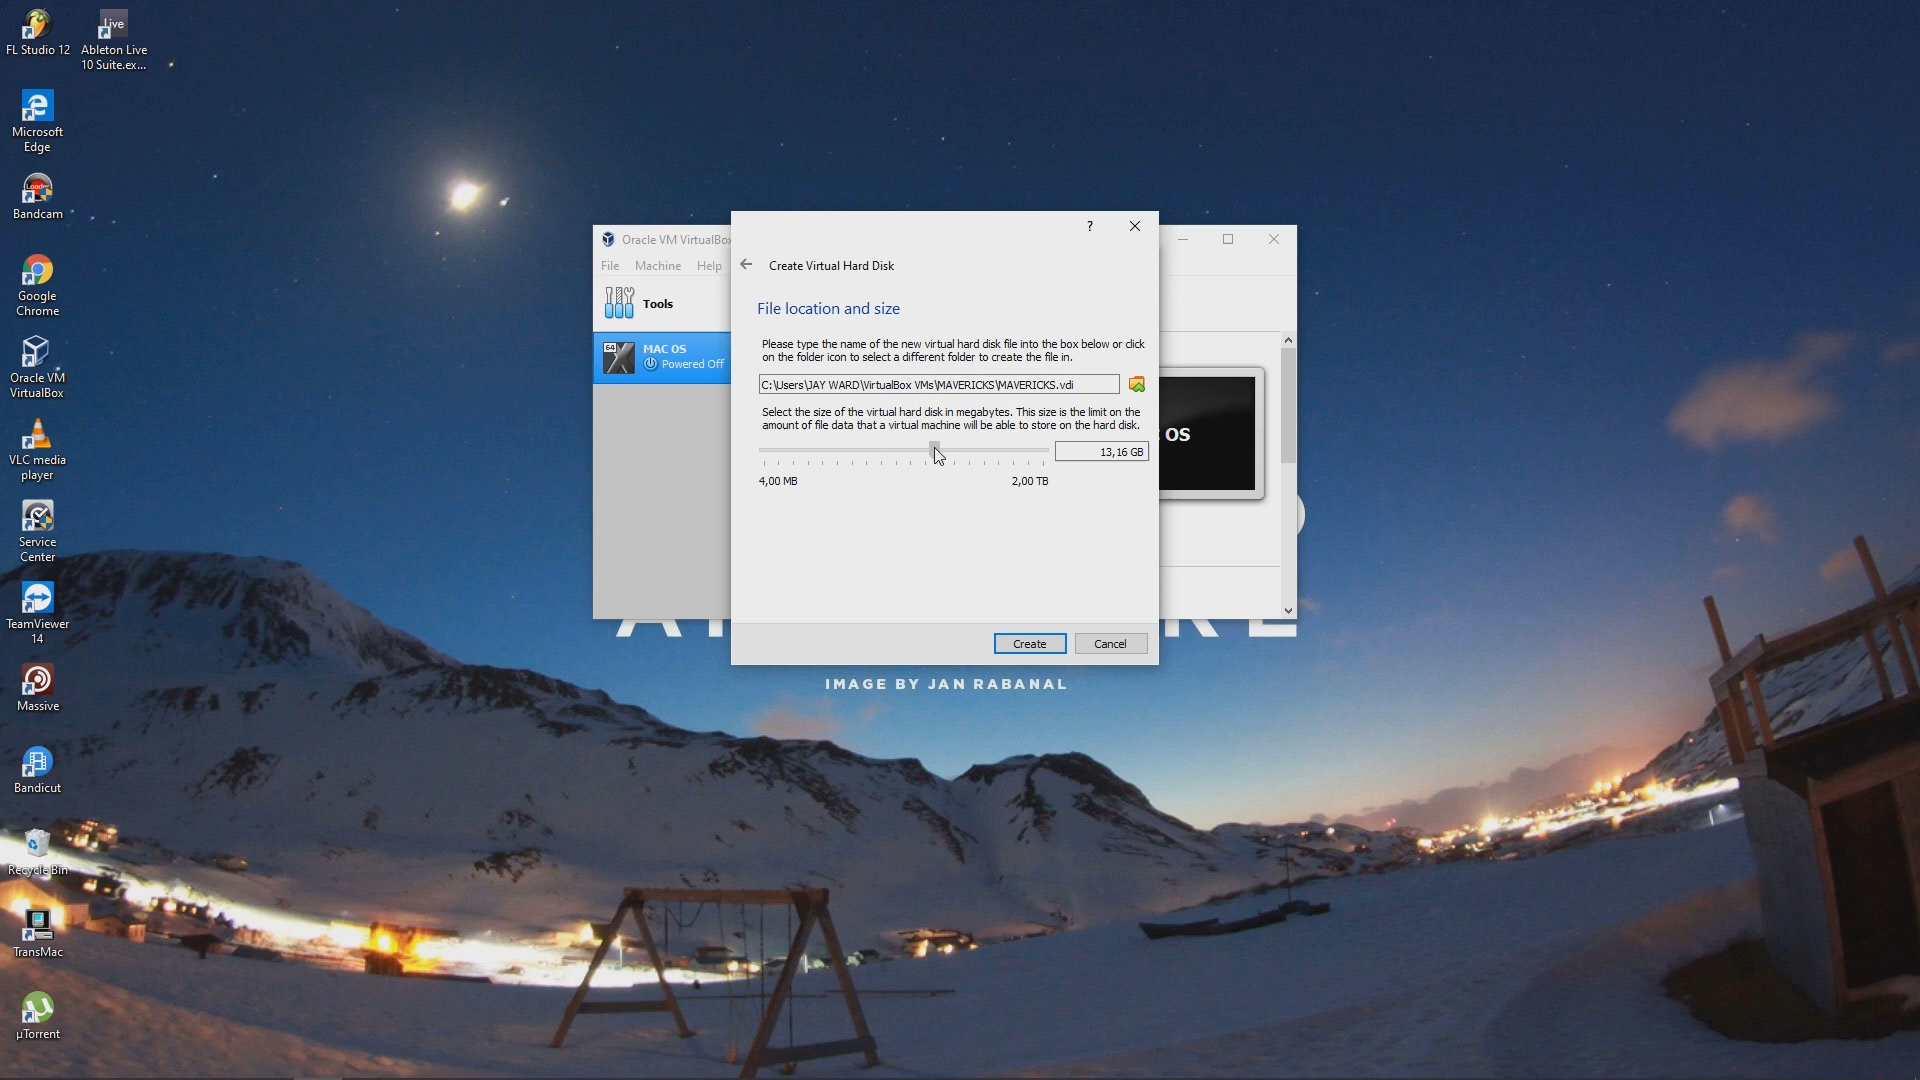 FL Studio 12
Live
Ableton Live
10 Suite.ex...
Microsoft
Edge
Loader
Bandcam
Google
Chrome
Oracle VM
VirtualBox
VLC media
player
Service
Center
TeamViewer
14
Massive
Bandicut
Recycle Bin
TransMac
µTorrent
Oracle VM VirtualBox
File Machine Help
Tools
64
MAC OS
Powered Off
?
Create Virtual Hard Disk
File location and size
Please type the name of the new virtual hard disk file into the box below or click
on the folder icon to select a different folder to create the file in.
C:\Users\JAY WARD\VirtualBox VMs\MAVERICKS\MAVERICKS.vdi
Select the size of the virtual hard disk in megabytes. This size is the limit on the
amount of file data that a virtual machine will be able to store on the hard disk.
13,16 GB
4,00 MB 2,00 TB
Create Cancel
OS
IMAGE BY JAN RABANAL